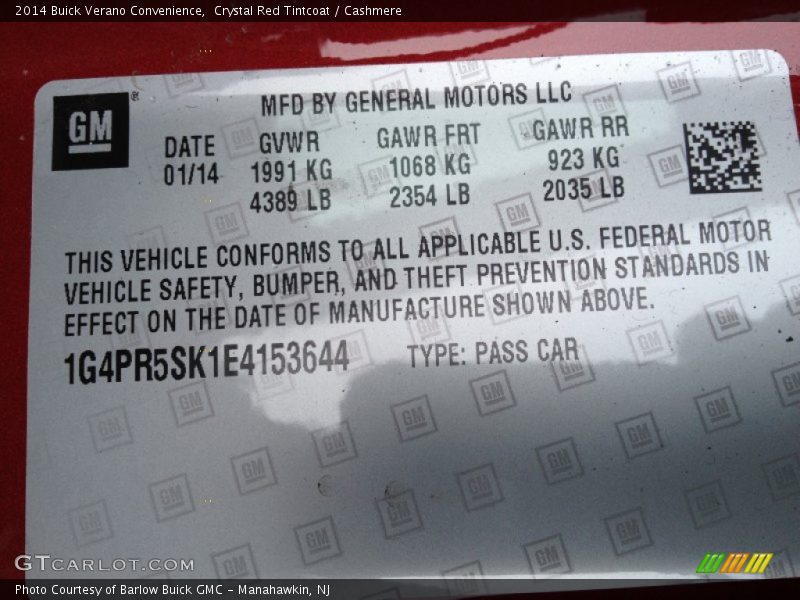 2014 Buick Verano Convenience, Crystal Red Tintcoat / Cashmere
GM ®
MFD BY GENERAL MOTORS LLC
DATE GVWR GAWR FRT GAWR RR
01/14 1991 KG 1068 KG 923 KG
4389 LB 2354 LB 2035 LB
THIS VEHICLE CONFORMS TO ALL APPLICABLE U.S. FEDERAL MOTOR
VEHICLE SAFETY, BUMPER, AND THEFT PREVENTION STANDARDS IN
EFFECT ON THE DATE OF MANUFACTURE SHOWN ABOVE.
1G4PR5SK1E4153644 TYPE: PASS CAR
GTCARLOT.COM
Photo Courtesy of Barlow Buick GMC - Manahawkin, NJ